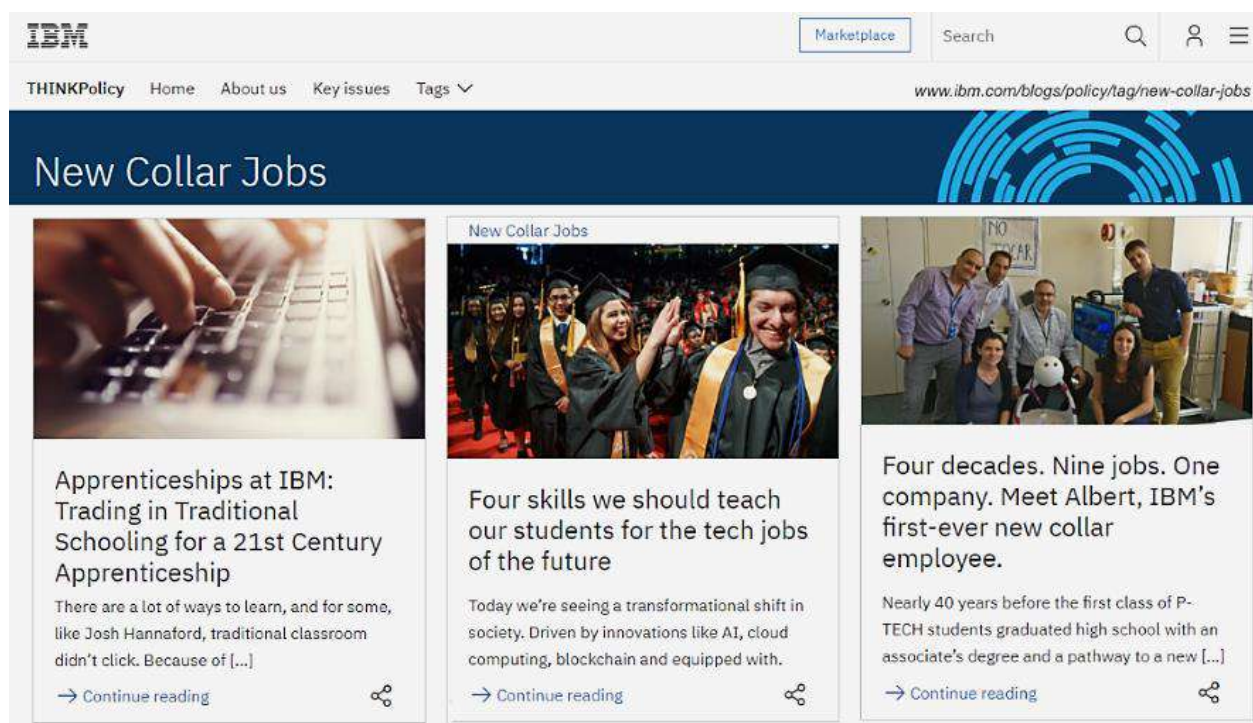 IBM
Marketplace
Search
THINKPolicy Home About us Key issues Tags
www.ibm.com/blogs/policy/tag/new-collar-jobs
New Collar Jobs
Apprenticeships at IBM:
Trading in Traditional
Schooling for a 21st Century
Apprenticeship
There are a lot of ways to learn, and for some,
like Josh Hannaford, traditional classroom
didn't click. Because of [...]
→ Continue reading
New Collar Jobs
Four skills we should teach
our students for the tech jobs
of the future
Today we're seeing a transformational shift in
society. Driven by innovations like AI, cloud
computing, blockchain and equipped with.
→ Continue reading
NO
TOCAR
Four decades. Nine jobs. One
company. Meet Albert, IBM's
first-ever new collar
employee.
Nearly 40 years before the first class of P-
TECH students graduated high school with an
associate's degree and a pathway to a new [...]
→ Continue reading